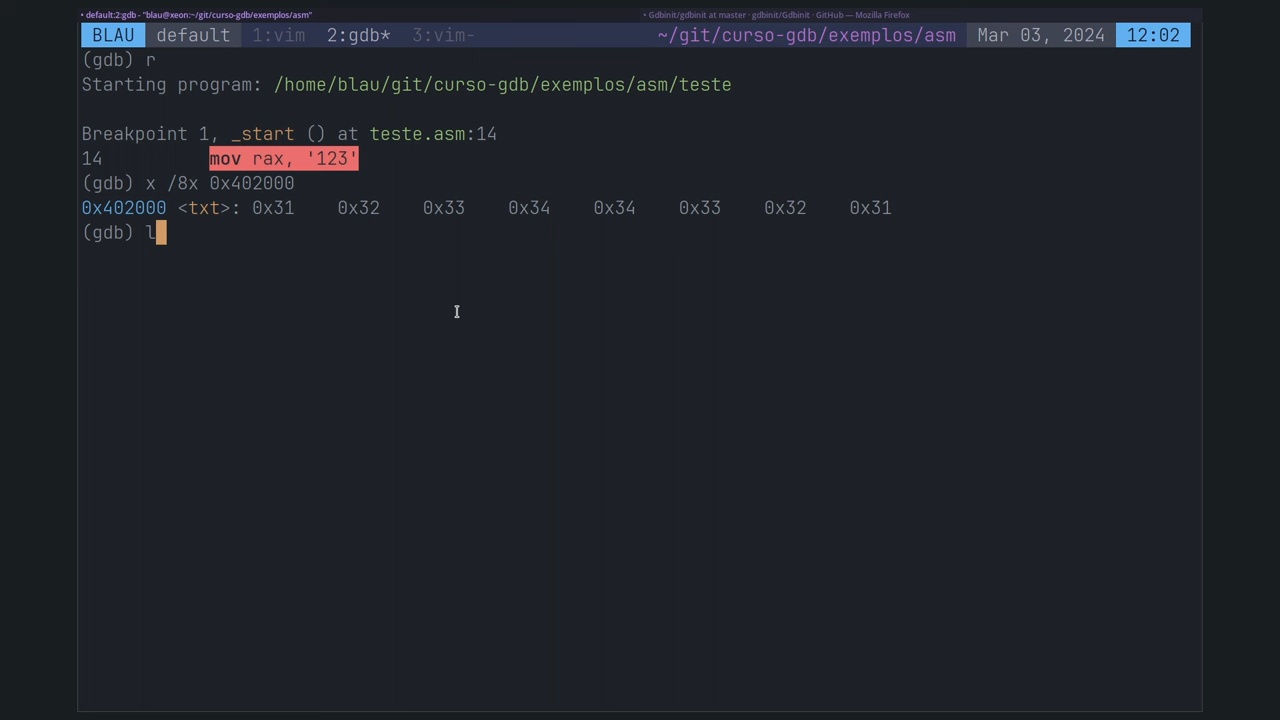 • default:2:gdb - "blau@xeon:~/git/curso-gdb/exemplos/asm"
• Gdbinit/gdbinit at master · gdbinit/Gdbinit · GitHub — Mozilla Firefox
BLAU default 1:vim 2:gdb* 3:vim- ~/git/curso-gdb/exemplos/asm Mar 03, 2024 12:02
(gdb) r
Starting program: /home/blau/git/curso-gdb/exemplos/asm/teste
Breakpoint 1, _start () at teste.asm:14
14 mov rax, '123'
(gdb) x /8x 0x402000
0x402000 <txt>: 0x31 0x32 0x33 0x34 0x34 0x33 0x32 0x31
(gdb) l